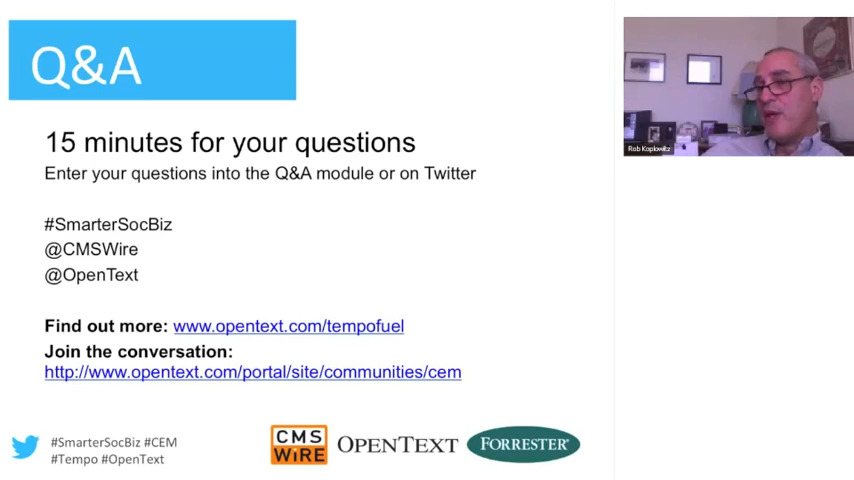 Q&A
15 minutes for your questions
Enter your questions into the Q&A module or on Twitter
#SmarterSocBiz
@CMSWire
@OpenText
Find out more: www.opentext.com/tempofuel
Join the conversation:
http://www.opentext.com/portal/site/communities/cem
#SmarterSocBiz #CEM
#Tempo #OpenText
CMS
WiRE
OPENTEXT
FORRESTER®
Rob Koplowitz